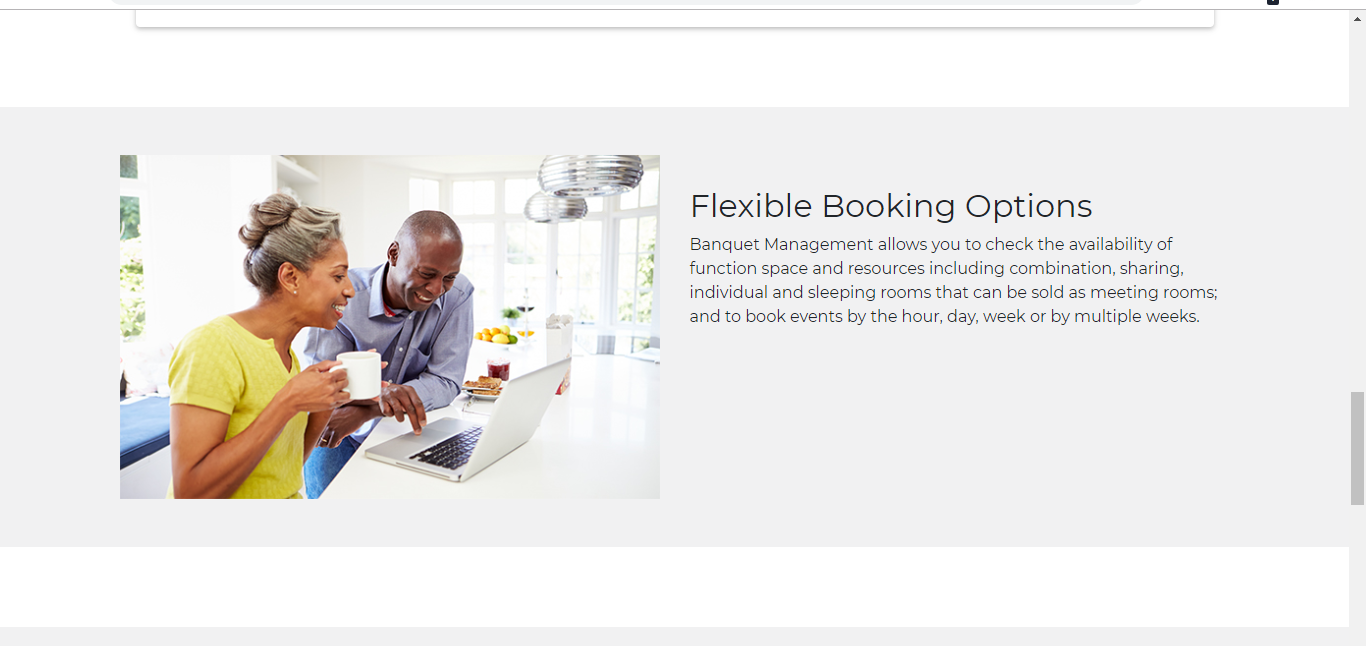 Flexible Booking Options
Banquet Management allows you to check the availability of
function space and resources including combination, sharing,
individual and sleeping rooms that can be sold as meeting rooms;
and to book events by the hour, day, week or by multiple weeks.